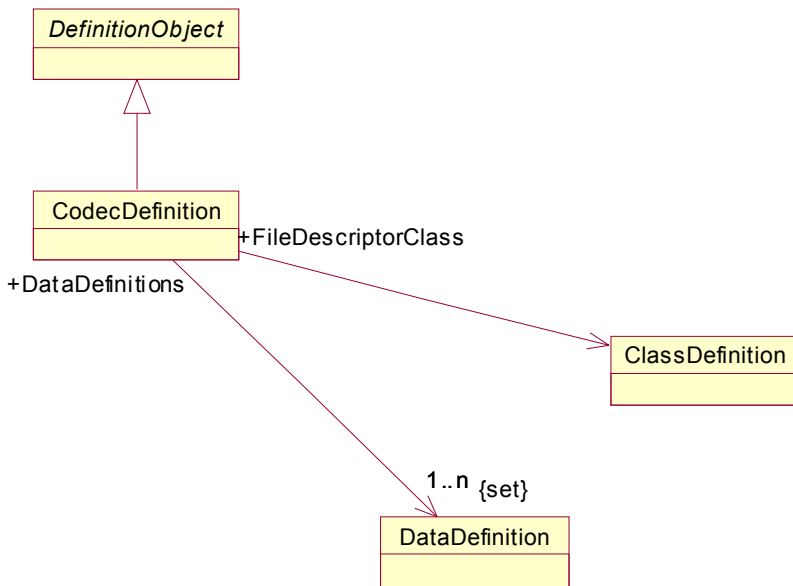 DefinitionObject
CodecDefinition
+FileDescriptorClass
+DataDefinitions
ClassDefinition
1..n {set}
DataDefinition